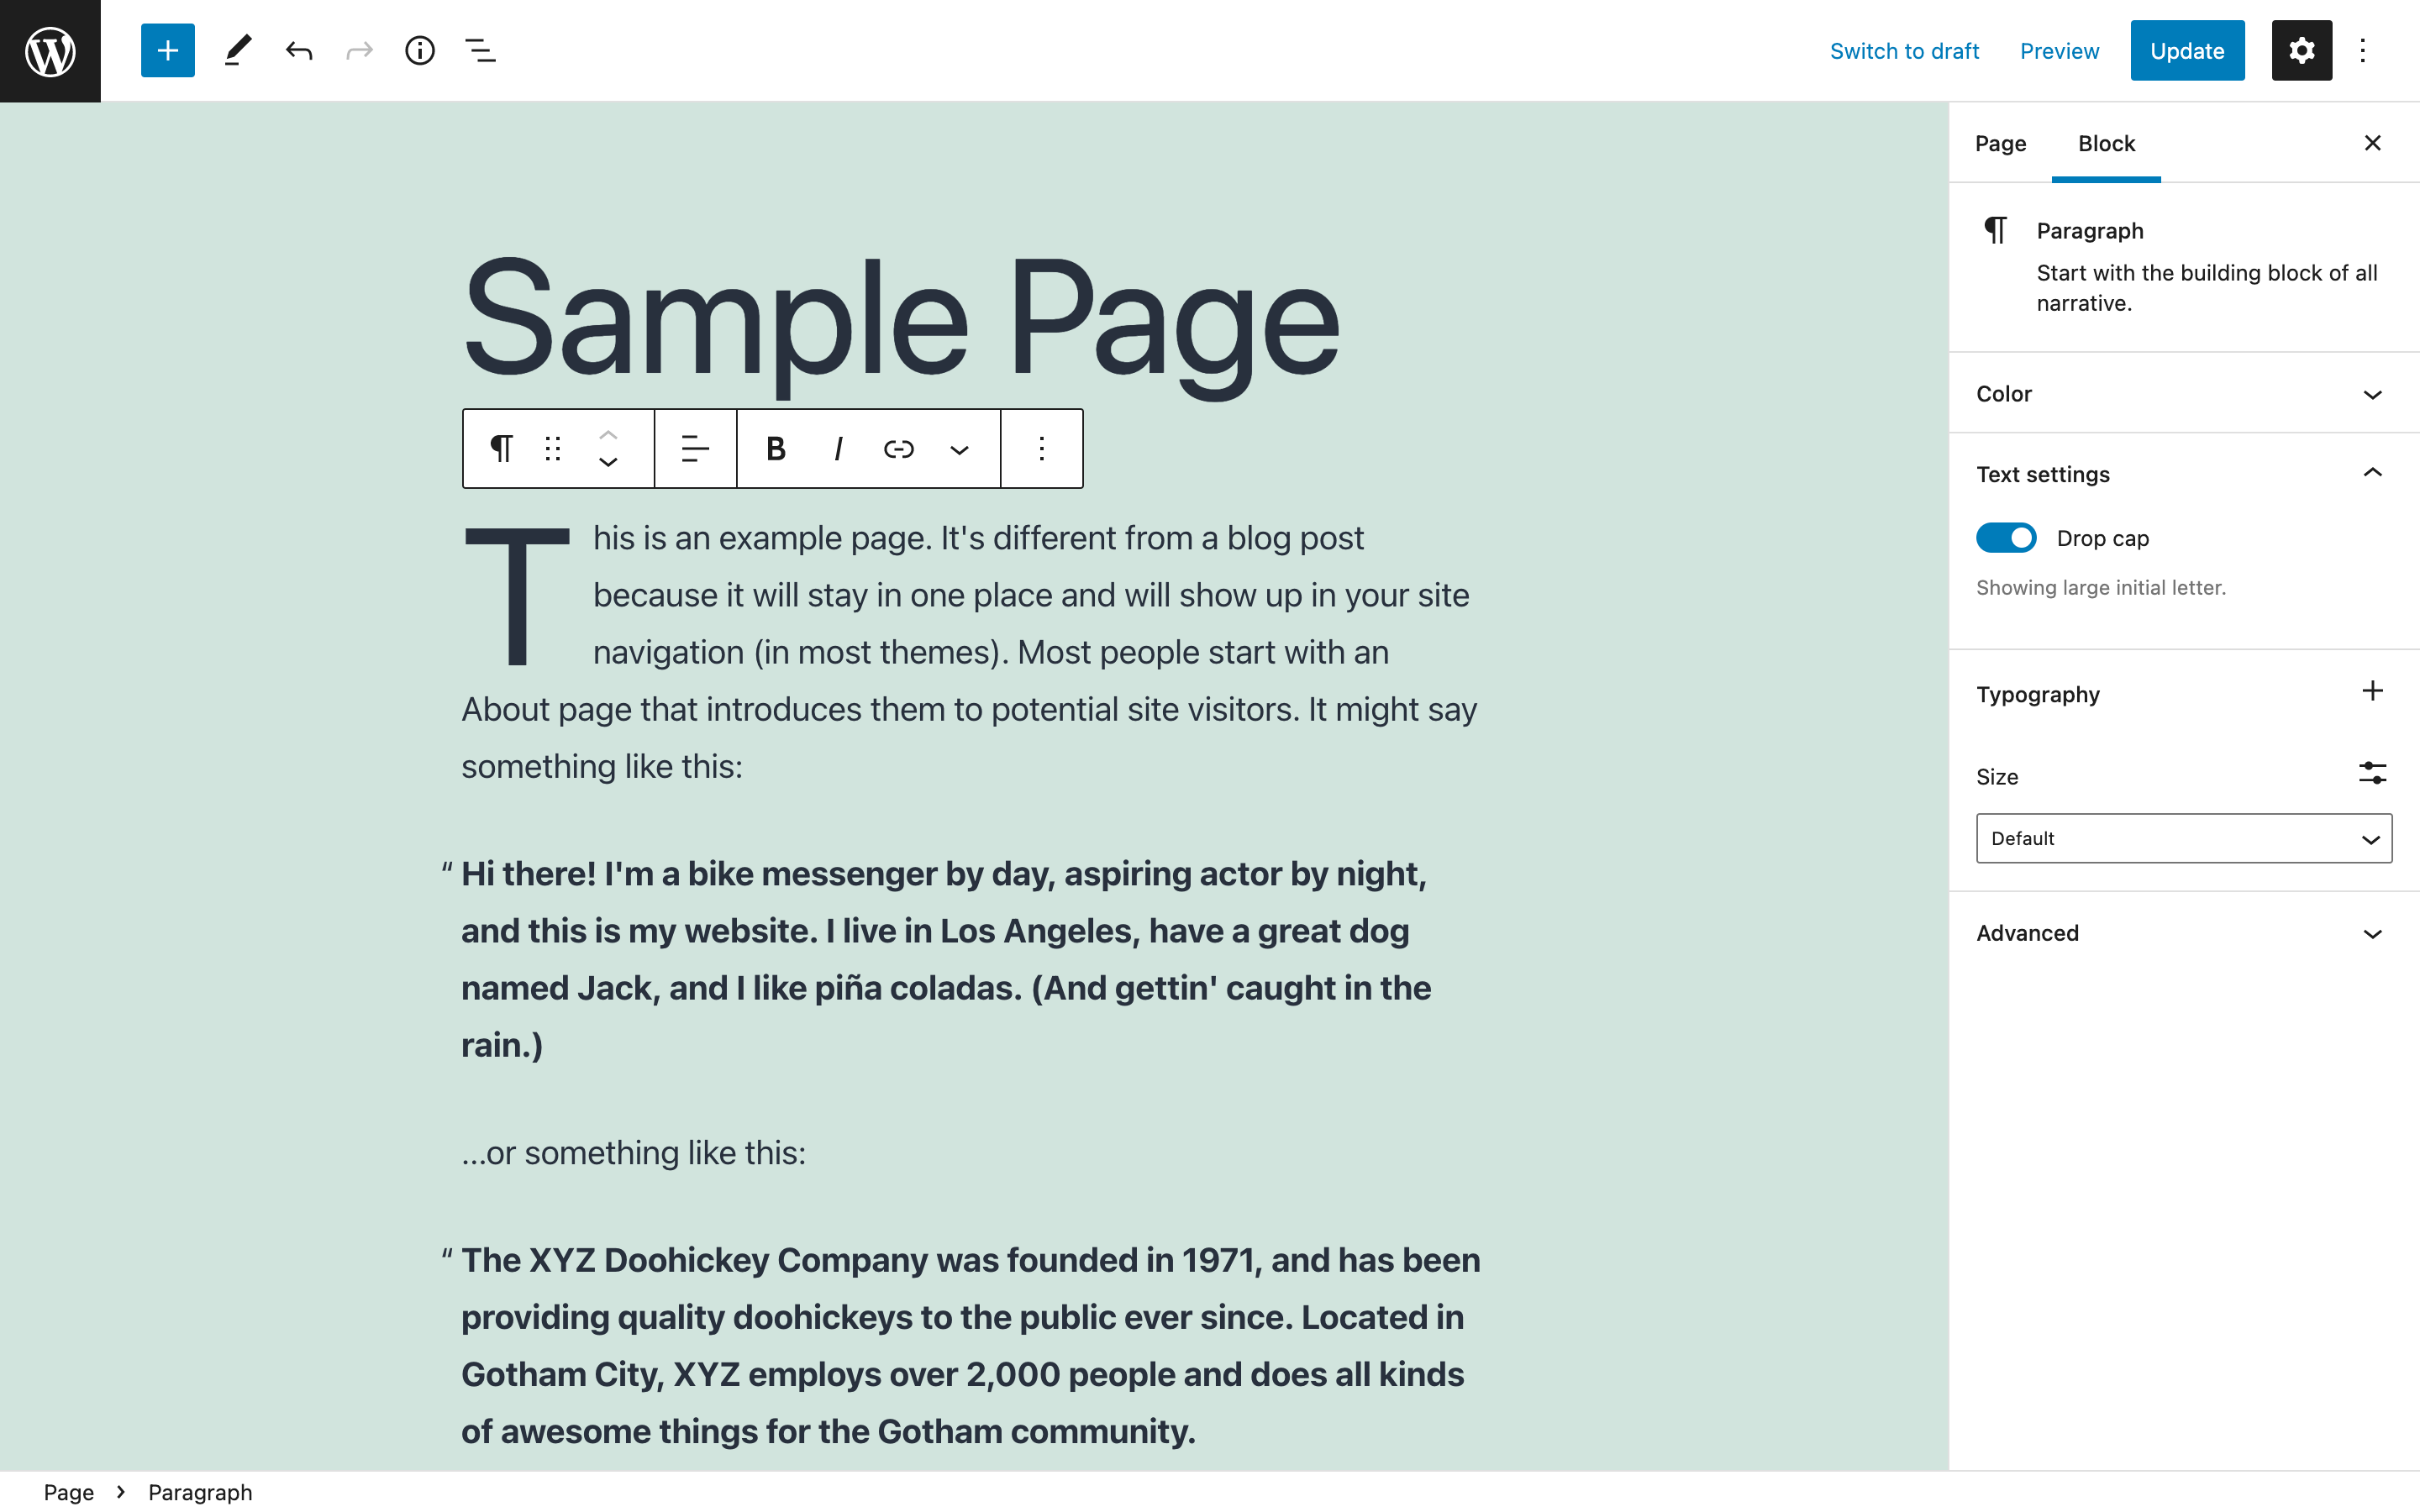 Switch to draft
Preview
Update
Sample Page
This is an example page. It's different from a blog post
because it will stay in one place and will show up in your site
navigation (in most themes). Most people start with an
About page that introduces them to potential site visitors. It might say
something like this:
“ Hi there! I'm a bike messenger by day, aspiring actor by night,
and this is my website. I live in Los Angeles, have a great dog
named Jack, and I like piña coladas. (And gettin' caught in the
rain.)
...or something like this:
“ The XYZ Doohickey Company was founded in 1971, and has been
providing quality doohickeys to the public ever since. Located in
Gotham City, XYZ employs over 2,000 people and does all kinds
of awesome things for the Gotham community.
Page
Block
Paragraph
Start with the building block of all
narrative.
Color
Text settings
Drop cap
Showing large initial letter.
Typography
Size
Default
Advanced
Page › Paragraph